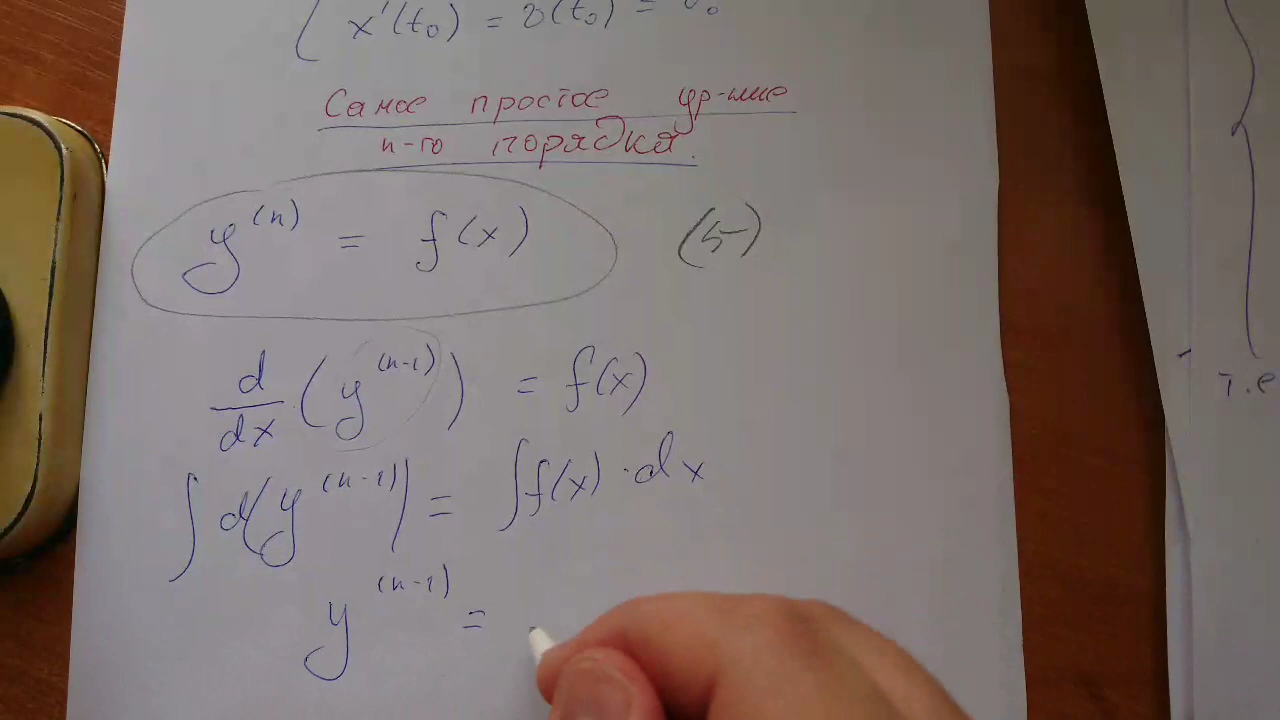 x'(t₀) = v(t₀) = v₀
Самое простое ур-ние
n-го порядка.
y⁽ⁿ⁾ = f(x) (5)
d/dx (y⁽ⁿ⁻¹⁾) = f(x)
∫ d(y⁽ⁿ⁻¹⁾) = ∫f(x)·dx
y⁽ⁿ⁻¹⁾ =
т.е